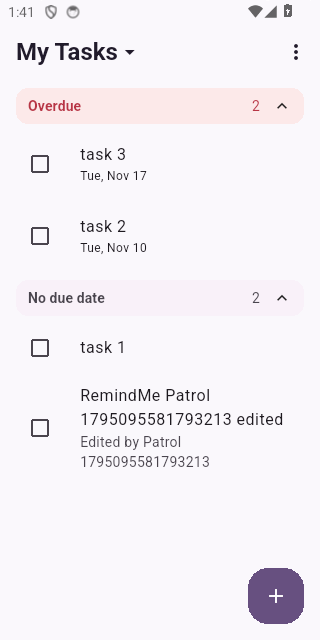 1:41
My Tasks
Overdue 2
task 3
Tue, Nov 17
task 2
Tue, Nov 10
No due date 2
task 1
RemindMe Patrol
1795095581793213 edited
Edited by Patrol
1795095581793213